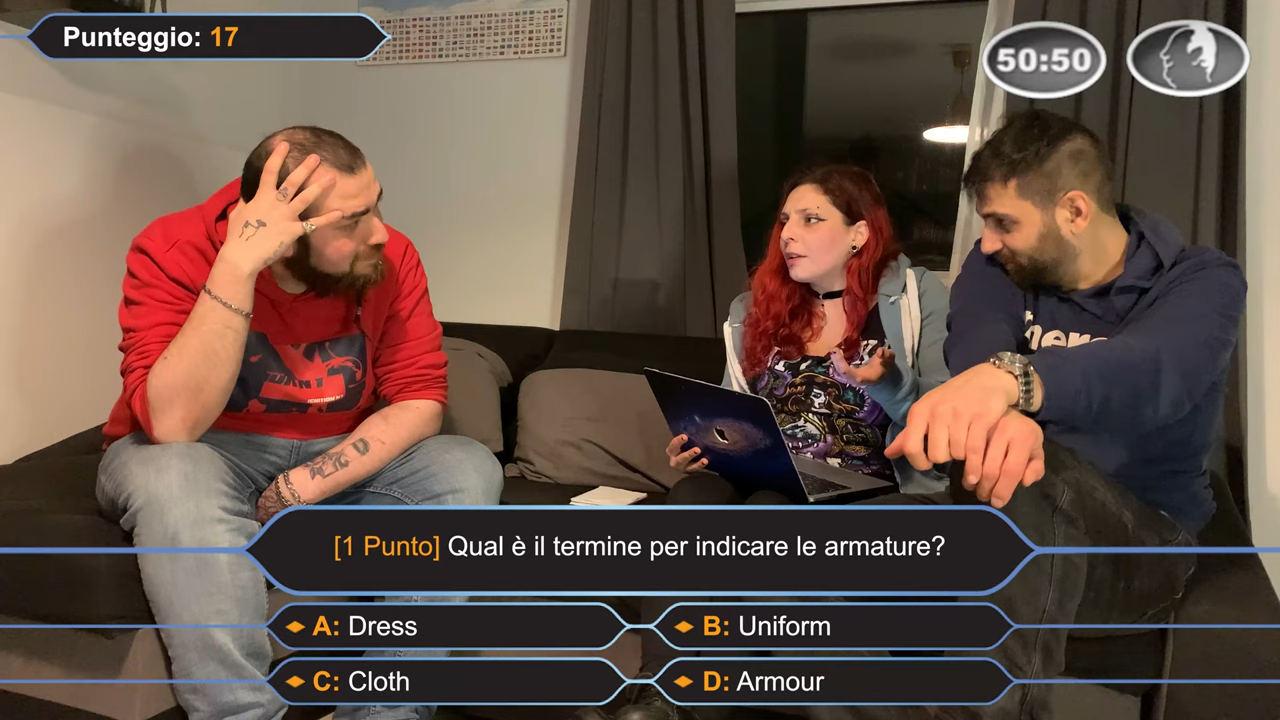 Punteggio: 17
50:50
[1 Punto] Qual è il termine per indicare le armature?
A: Dress
B: Uniform
C: Cloth
D: Armour